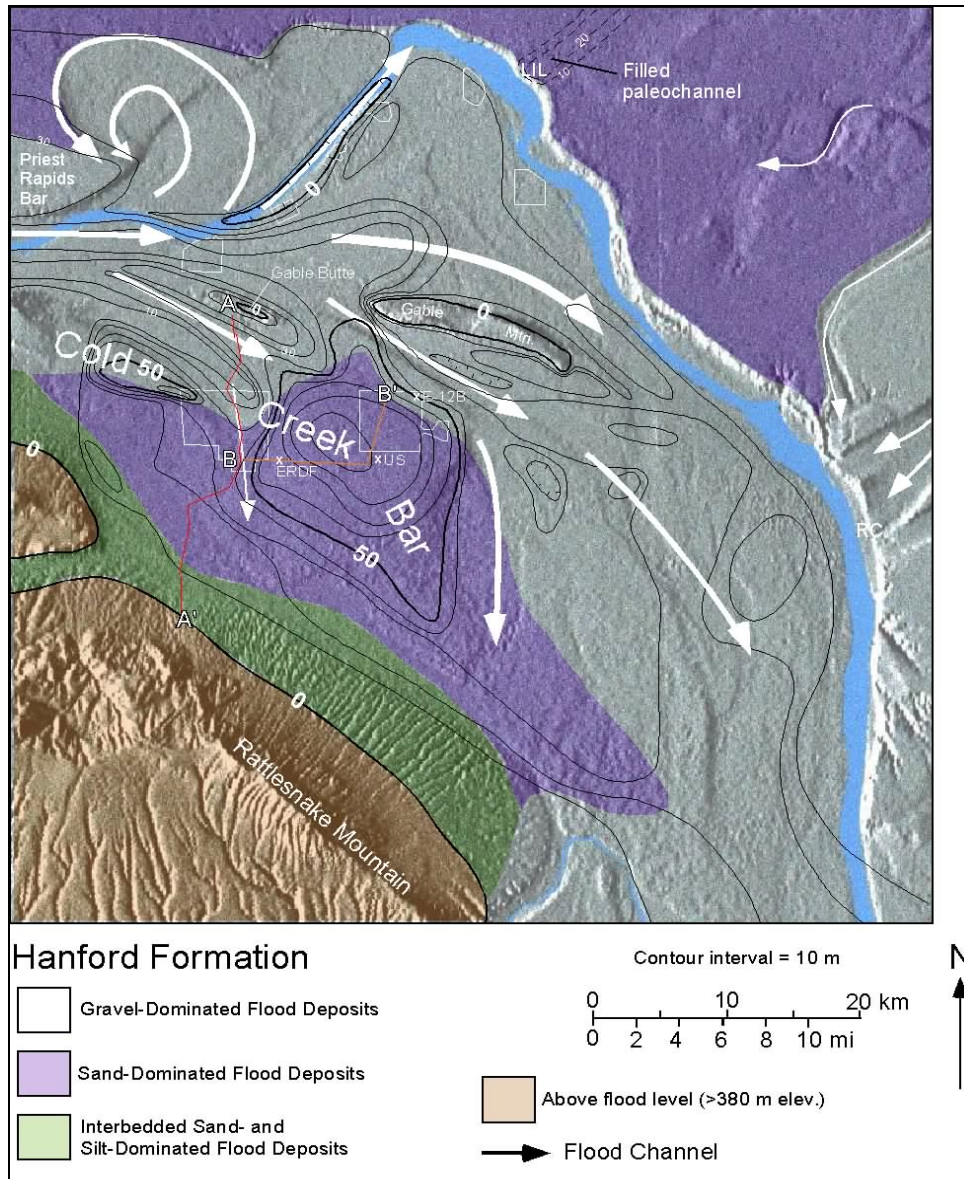 20
10
LIL
Filled
paleochannel
30
Priest
Rapids
Bar
0
Gable Butte
A
0
Gable
0
Mtn.
10
30
Cold 50
B'
E-12B
Creek
B
ERDF
US
Bar
50
RC
0
A'
0
Rattlesnake Mountain
Hanford Formation
Contour interval = 10 m
N
Gravel-Dominated Flood Deposits
0 10 20 km
0 2 4 6 8 10 mi
Sand-Dominated Flood Deposits
Above flood level (>380 m elev.)
Interbedded Sand- and
Silt-Dominated Flood Deposits
Flood Channel